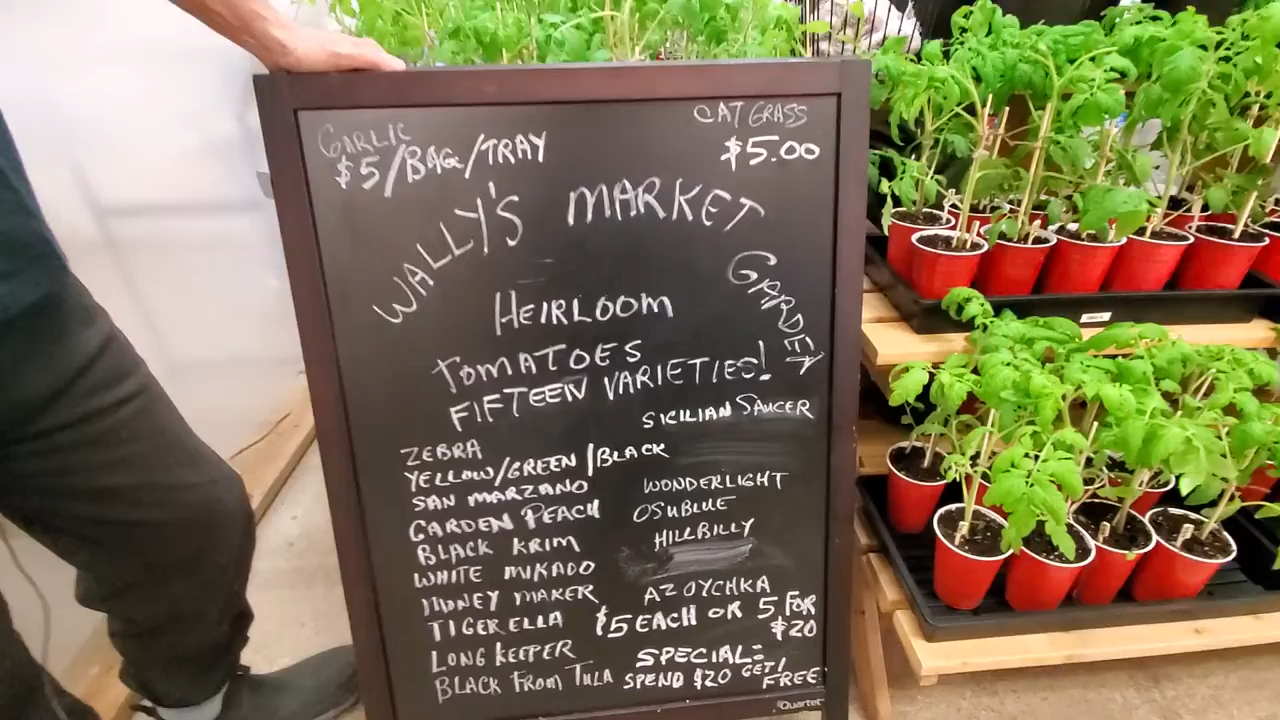 GARLIC
$5/BAG/TRAY
CAT GRASS
$5.00
WALLY'S MARKET GARDEN
HEIRLOOM
TOMATOES
FIFTEEN VARIETIES!
SICILIAN SAUCER
ZEBRA
YELLOW/GREEN/BLACK
SAN MARZANO
GARDEN PEACH
BLACK KRIM
WHITE MIKADO
MONEY MAKER
TIGERELLA
LONG KEEPER
BLACK FROM TULA
WONDERLIGHT
OSUBLUE
HILLBILLY
AZOYCHKA
$5 EACH OR 5 FOR
$20
SPECIAL:
SPEND $20 GET 1
FREE
Quartet